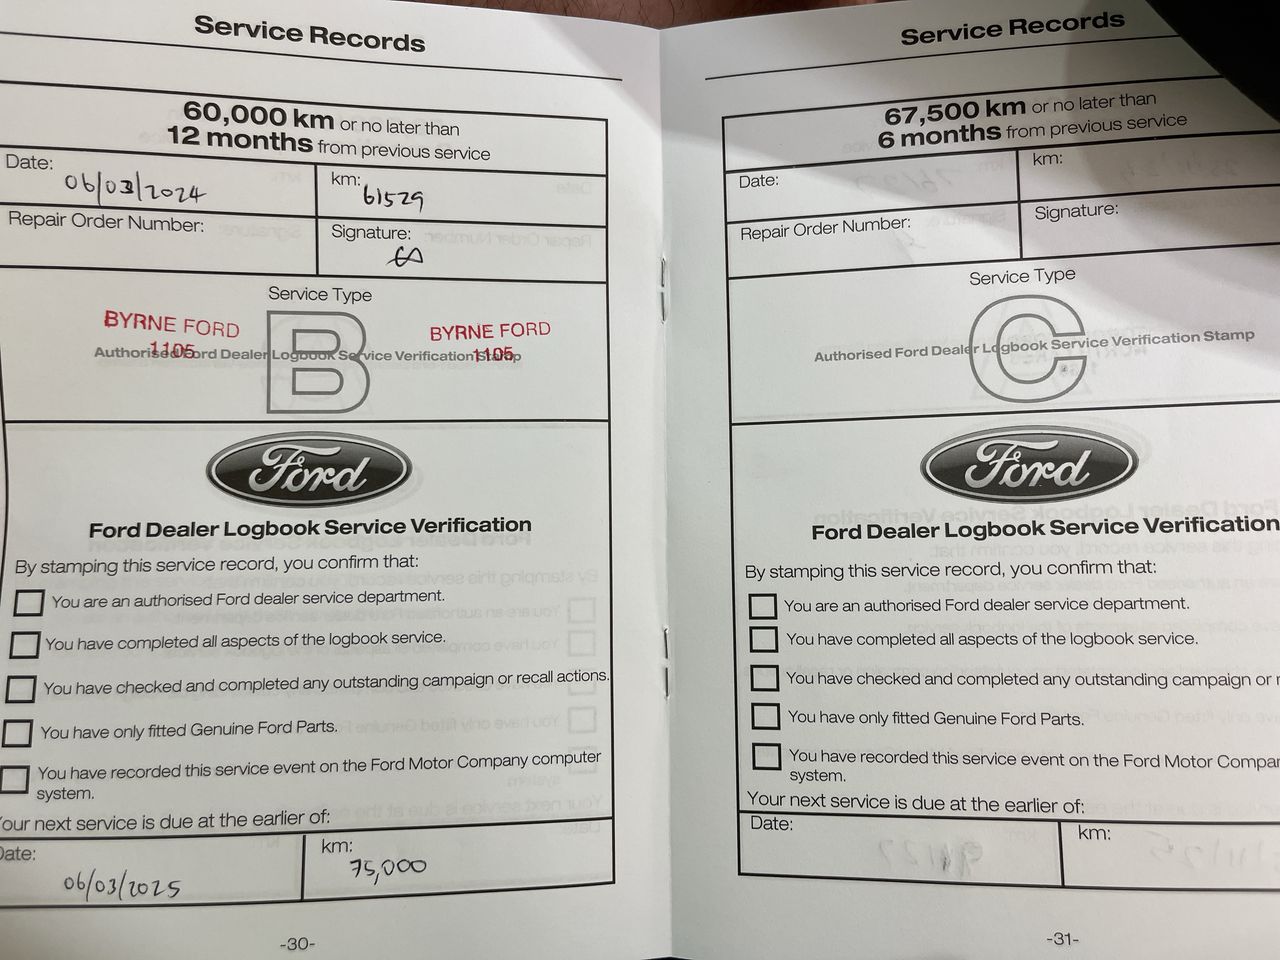 Service Records
60,000 km or no later than
12 months from previous service
Date:
06/03/2024
km:
61529
Repair Order Number:
Signature:
Service Type
B
BYRNE FORD
1105
BYRNE FORD
1105
Authorised Ford Dealer Logbook Service Verification Stamp
Ford
Ford Dealer Logbook Service Verification
By stamping this service record, you confirm that:
You are an authorised Ford dealer service department.
You have completed all aspects of the logbook service.
You have checked and completed any outstanding campaign or recall actions.
You have only fitted Genuine Ford Parts.
You have recorded this service event on the Ford Motor Company computer
system.
Your next service is due at the earlier of:
Date:
06/03/2025
km:
75,000
-30-
Service Records
67,500 km or no later than
6 months from previous service
Date:
km:
Repair Order Number:
Signature:
Service Type
C
Authorised Ford Dealer Logbook Service Verification Stamp
Ford
Ford Dealer Logbook Service Verification
By stamping this service record, you confirm that:
You are an authorised Ford dealer service department.
You have completed all aspects of the logbook service.
You have checked and completed any outstanding campaign or
You have only fitted Genuine Ford Parts.
You have recorded this service event on the Ford Motor Compa
system.
Your next service is due at the earlier of:
Date:
km:
-31-